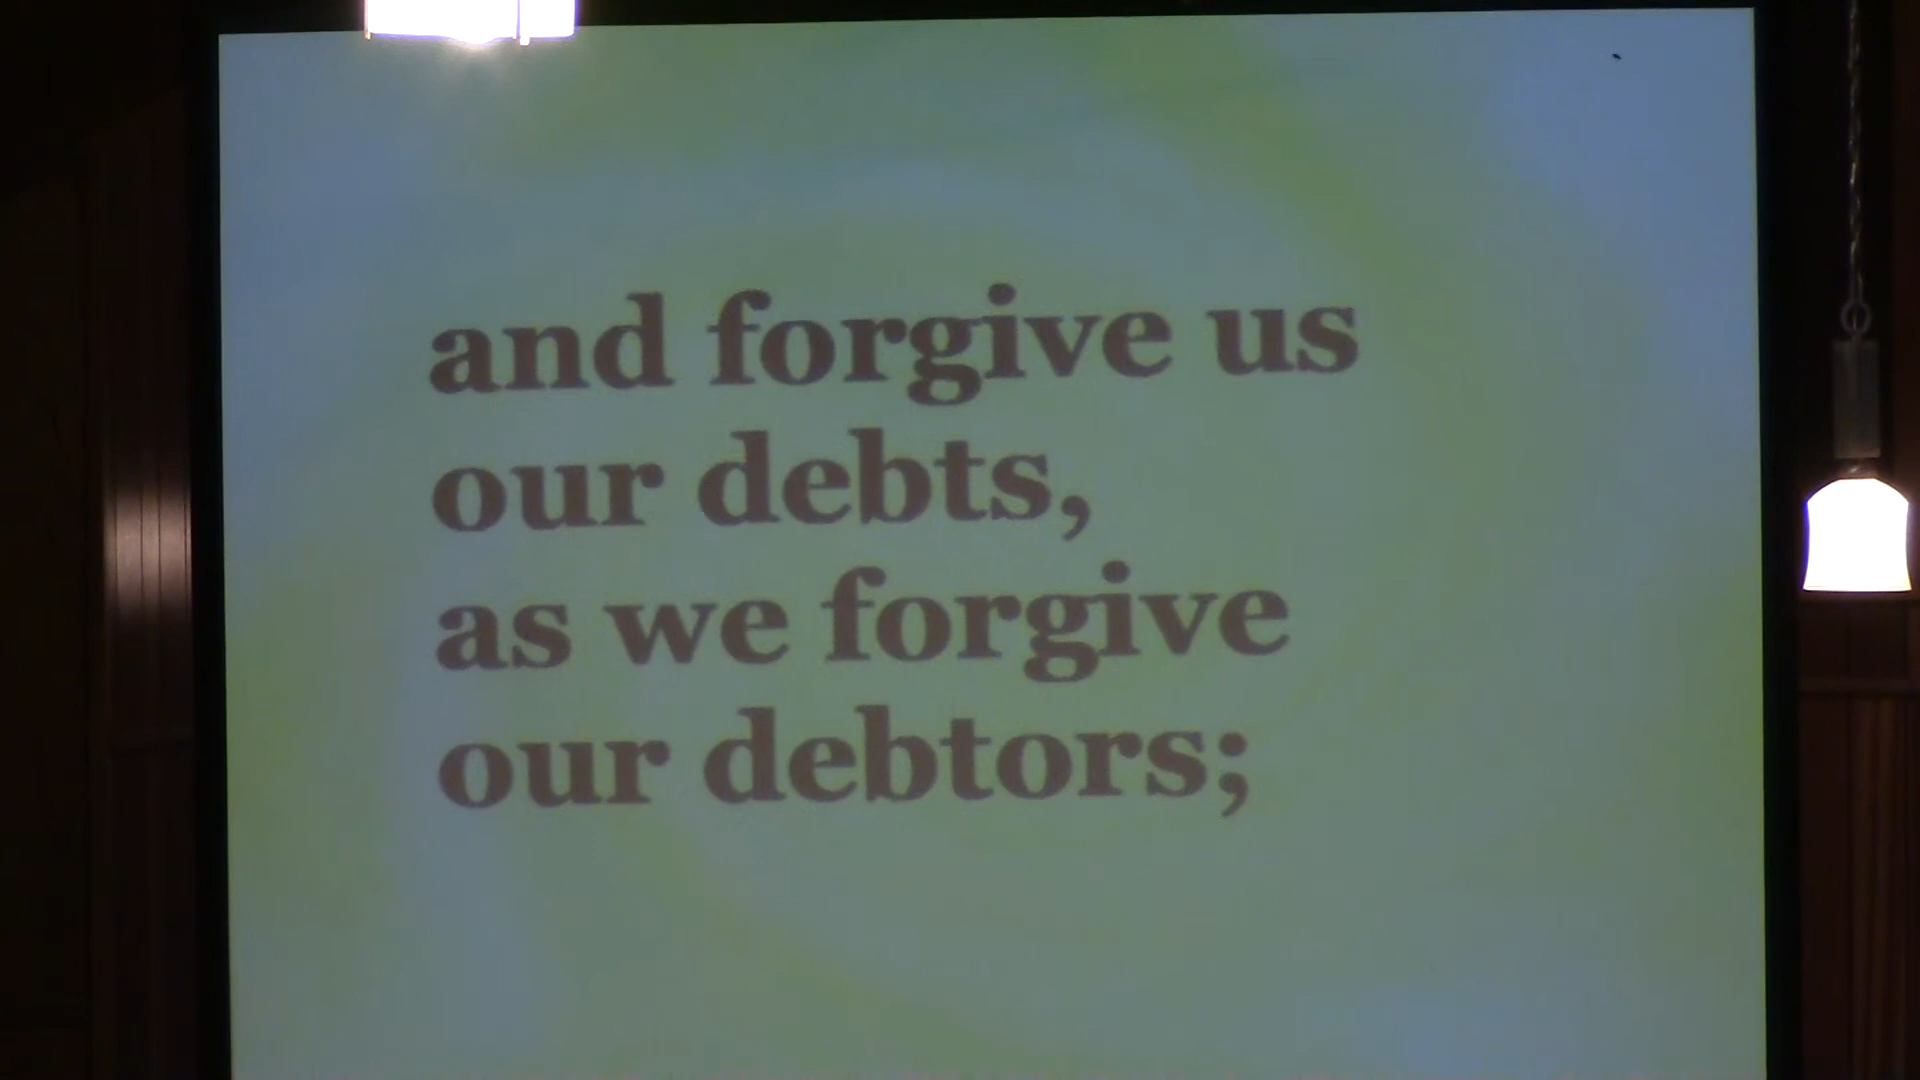 and forgive us
our debts,
as we forgive
our debtors;